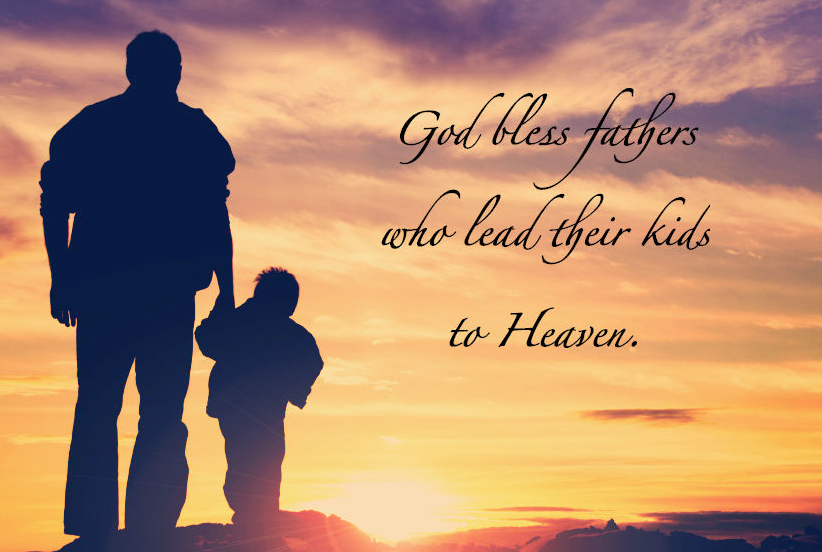 God bless fathers
who lead their kids
to Heaven.